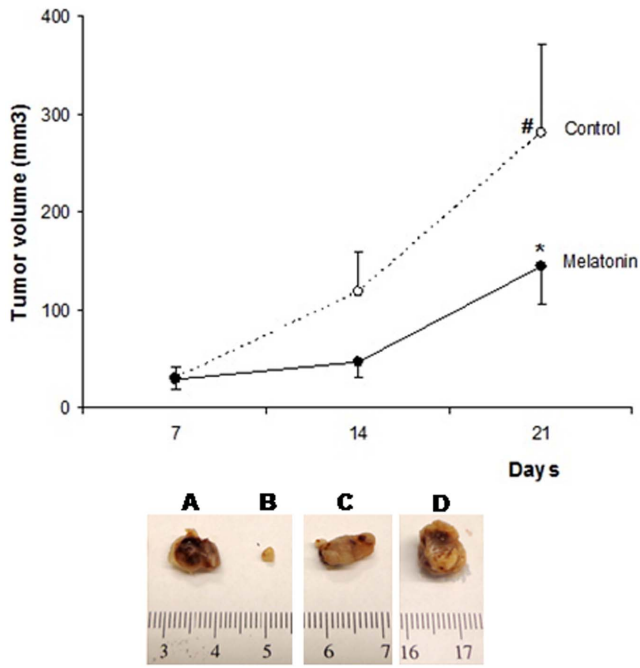 400
300
200
100
0
Tumor volume (mm3)
# Control
* Melatonin
7 14 21
Days
A B C D
3 4 5 6 7 16 17